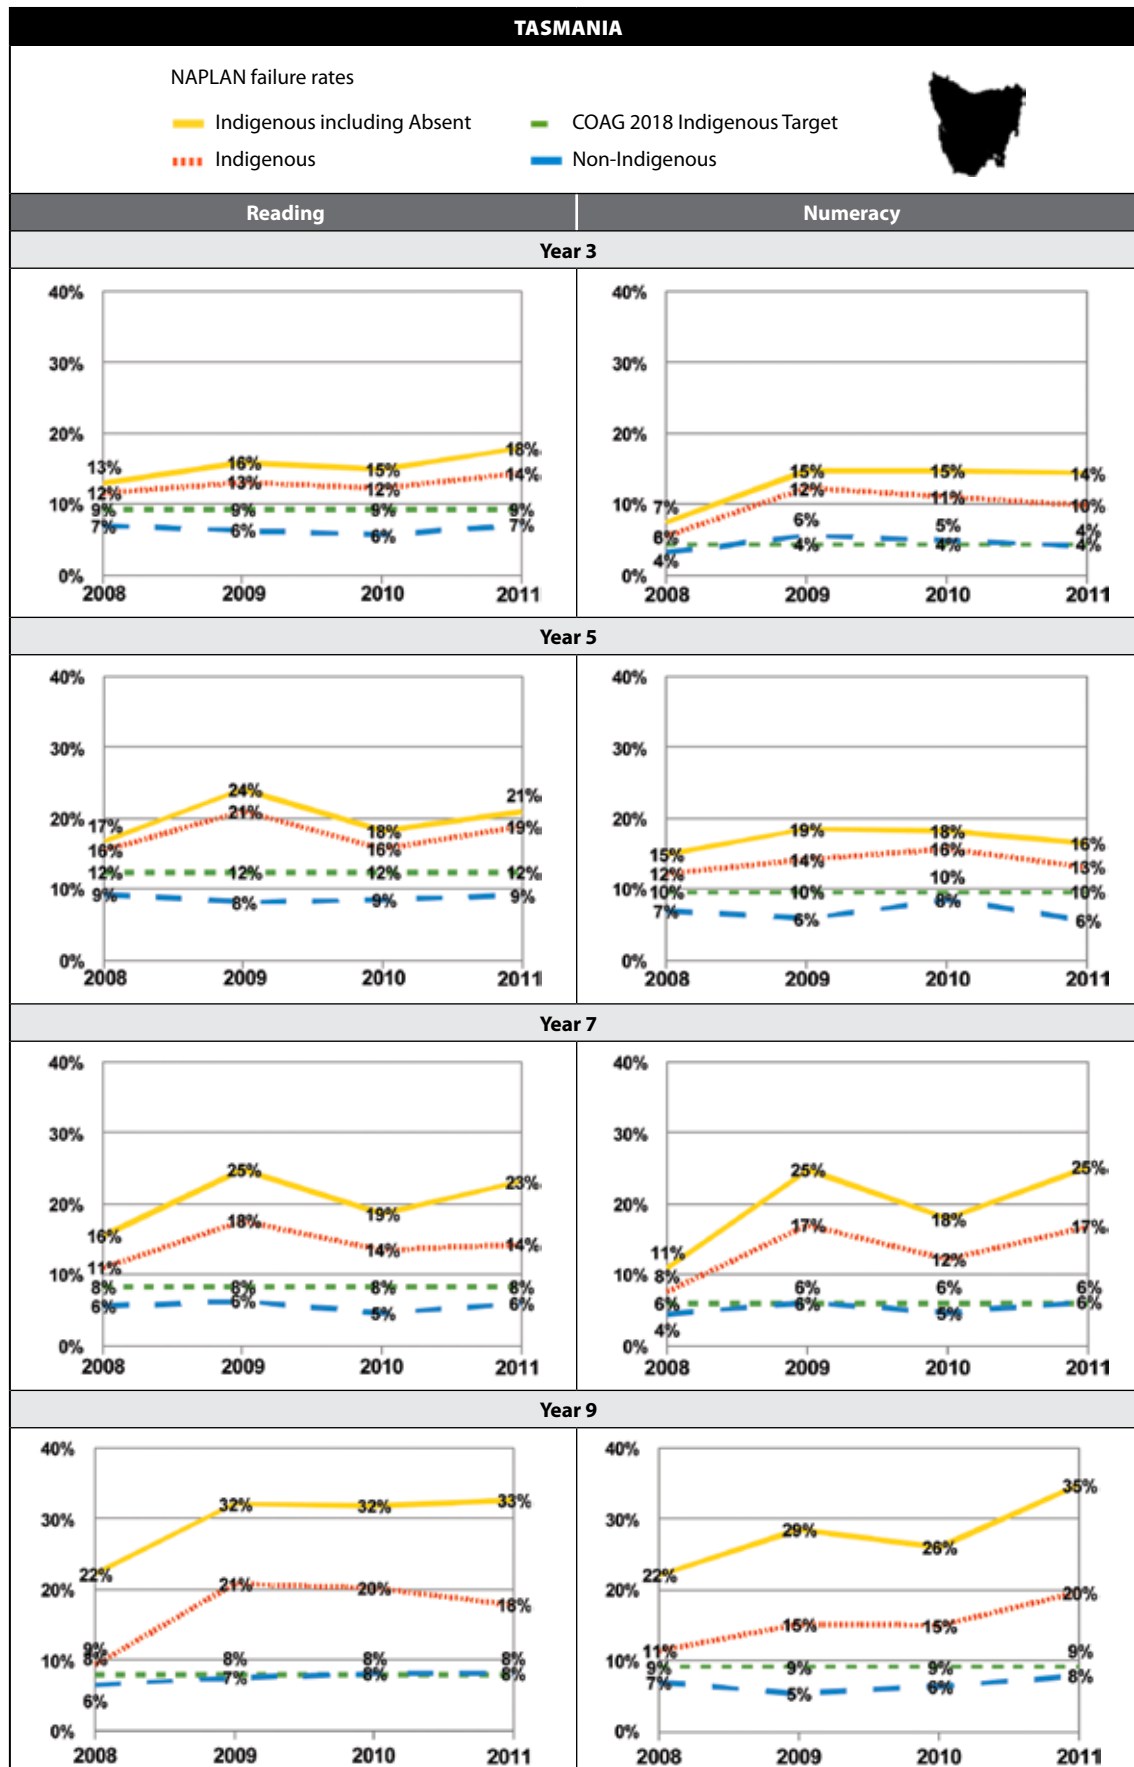 TASMANIA
NAPLAN failure rates
Indigenous including Absent
COAG 2018 Indigenous Target
Indigenous
Non-Indigenous
Reading
Numeracy
Year 3
40%
30%
20%
10%
0%
13% 16% 15% 18%
12% 13% 12% 14%
9% 9% 9% 9%
7% 6% 6% 7%
2008 2009 2010 2011
40%
30%
20%
10%
0%
7% 15% 15% 14%
6% 12% 11% 10%
6% 5% 4%
4% 4% 4% 4%
2008 2009 2010 2011
Year 5
40%
30%
20%
10%
0%
17% 24% 18% 21%
16% 21% 16% 19%
12% 12% 12% 12%
9% 8% 9% 9%
2008 2009 2010 2011
40%
30%
20%
10%
0%
15% 19% 18% 16%
12% 14% 16% 13%
10% 10% 10% 10%
7% 6% 8% 6%
2008 2009 2010 2011
Year 7
40%
30%
20%
10%
0%
16% 25% 19% 23%
11% 18% 14% 14%
8% 8% 8% 8%
6% 6% 5% 6%
2008 2009 2010 2011
40%
30%
20%
10%
0%
11% 25% 18% 25%
8% 17% 12% 17%
6% 6% 6% 6%
4% 6% 5% 6%
2008 2009 2010 2011
Year 9
40%
30%
20%
10%
0%
22% 32% 32% 33%
9% 21% 20% 18%
8% 8% 8% 8%
6% 7% 8% 8%
2008 2009 2010 2011
40%
30%
20%
10%
0%
22% 29% 26% 35%
11% 15% 15% 20%
9% 9% 9% 9%
7% 5% 6% 8%
2008 2009 2010 2011